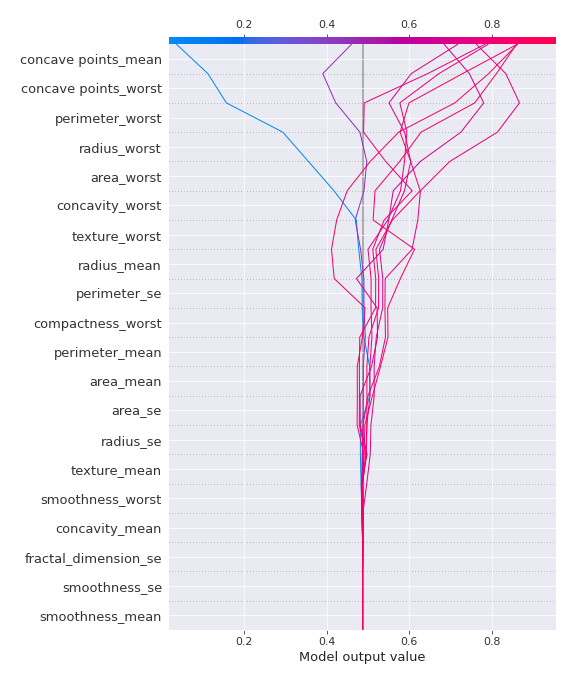 0.2 0.4 0.6 0.8
concave points_mean
concave points_worst
perimeter_worst
radius_worst
area_worst
concavity_worst
texture_worst
radius_mean
perimeter_se
compactness_worst
perimeter_mean
area_mean
area_se
radius_se
texture_mean
smoothness_worst
concavity_mean
fractal_dimension_se
smoothness_se
smoothness_mean
0.2 0.4 0.6 0.8
Model output value